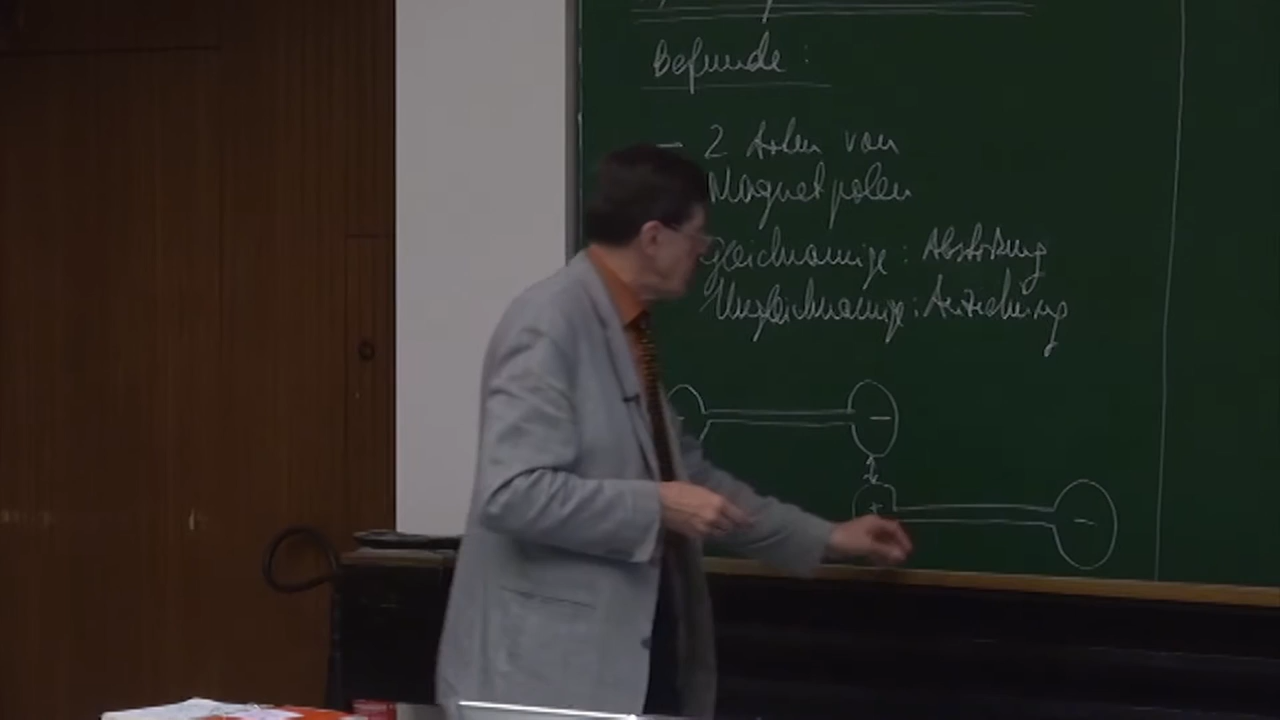 Befunde:
– 2 Arten von
Magnetpolen
gleichnamige: Abstoßung
Ungleichnamige: Anziehung
–
+ –